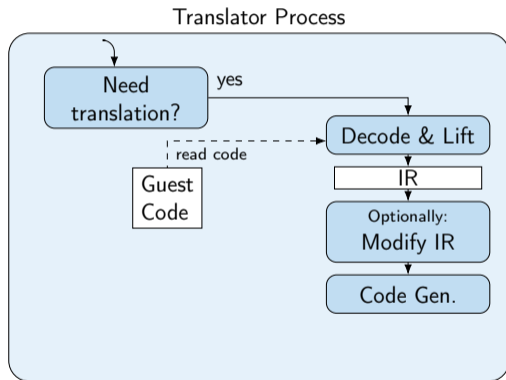 Translator Process
Need
translation?
yes
Decode & Lift
read code
Guest
Code
IR
Optionally:
Modify IR
Code Gen.